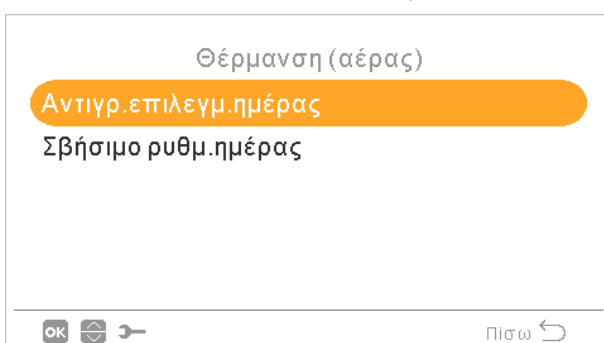 Θέρμανση (αέρας)
Αντιγρ.επιλεγμ.ημέρας
Σβήσιμο ρυθμ.ημέρας
OK
Πίσω